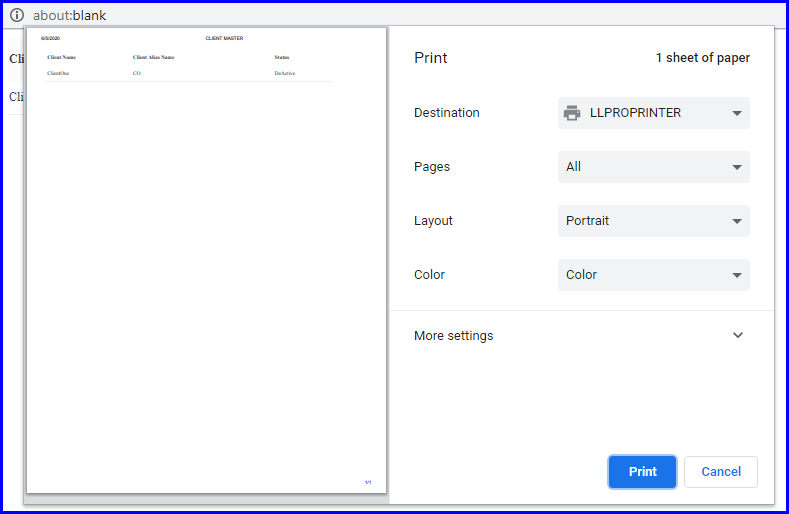 about:blank
Cli
Cli
6/5/2020 CLIENT MASTER
Client Name Client Alias Name Status
ClientOne CO DeActive
1/1
Print 1 sheet of paper
Destination LLPROPRINTER
Pages All
Layout Portrait
Color Color
More settings
Print Cancel